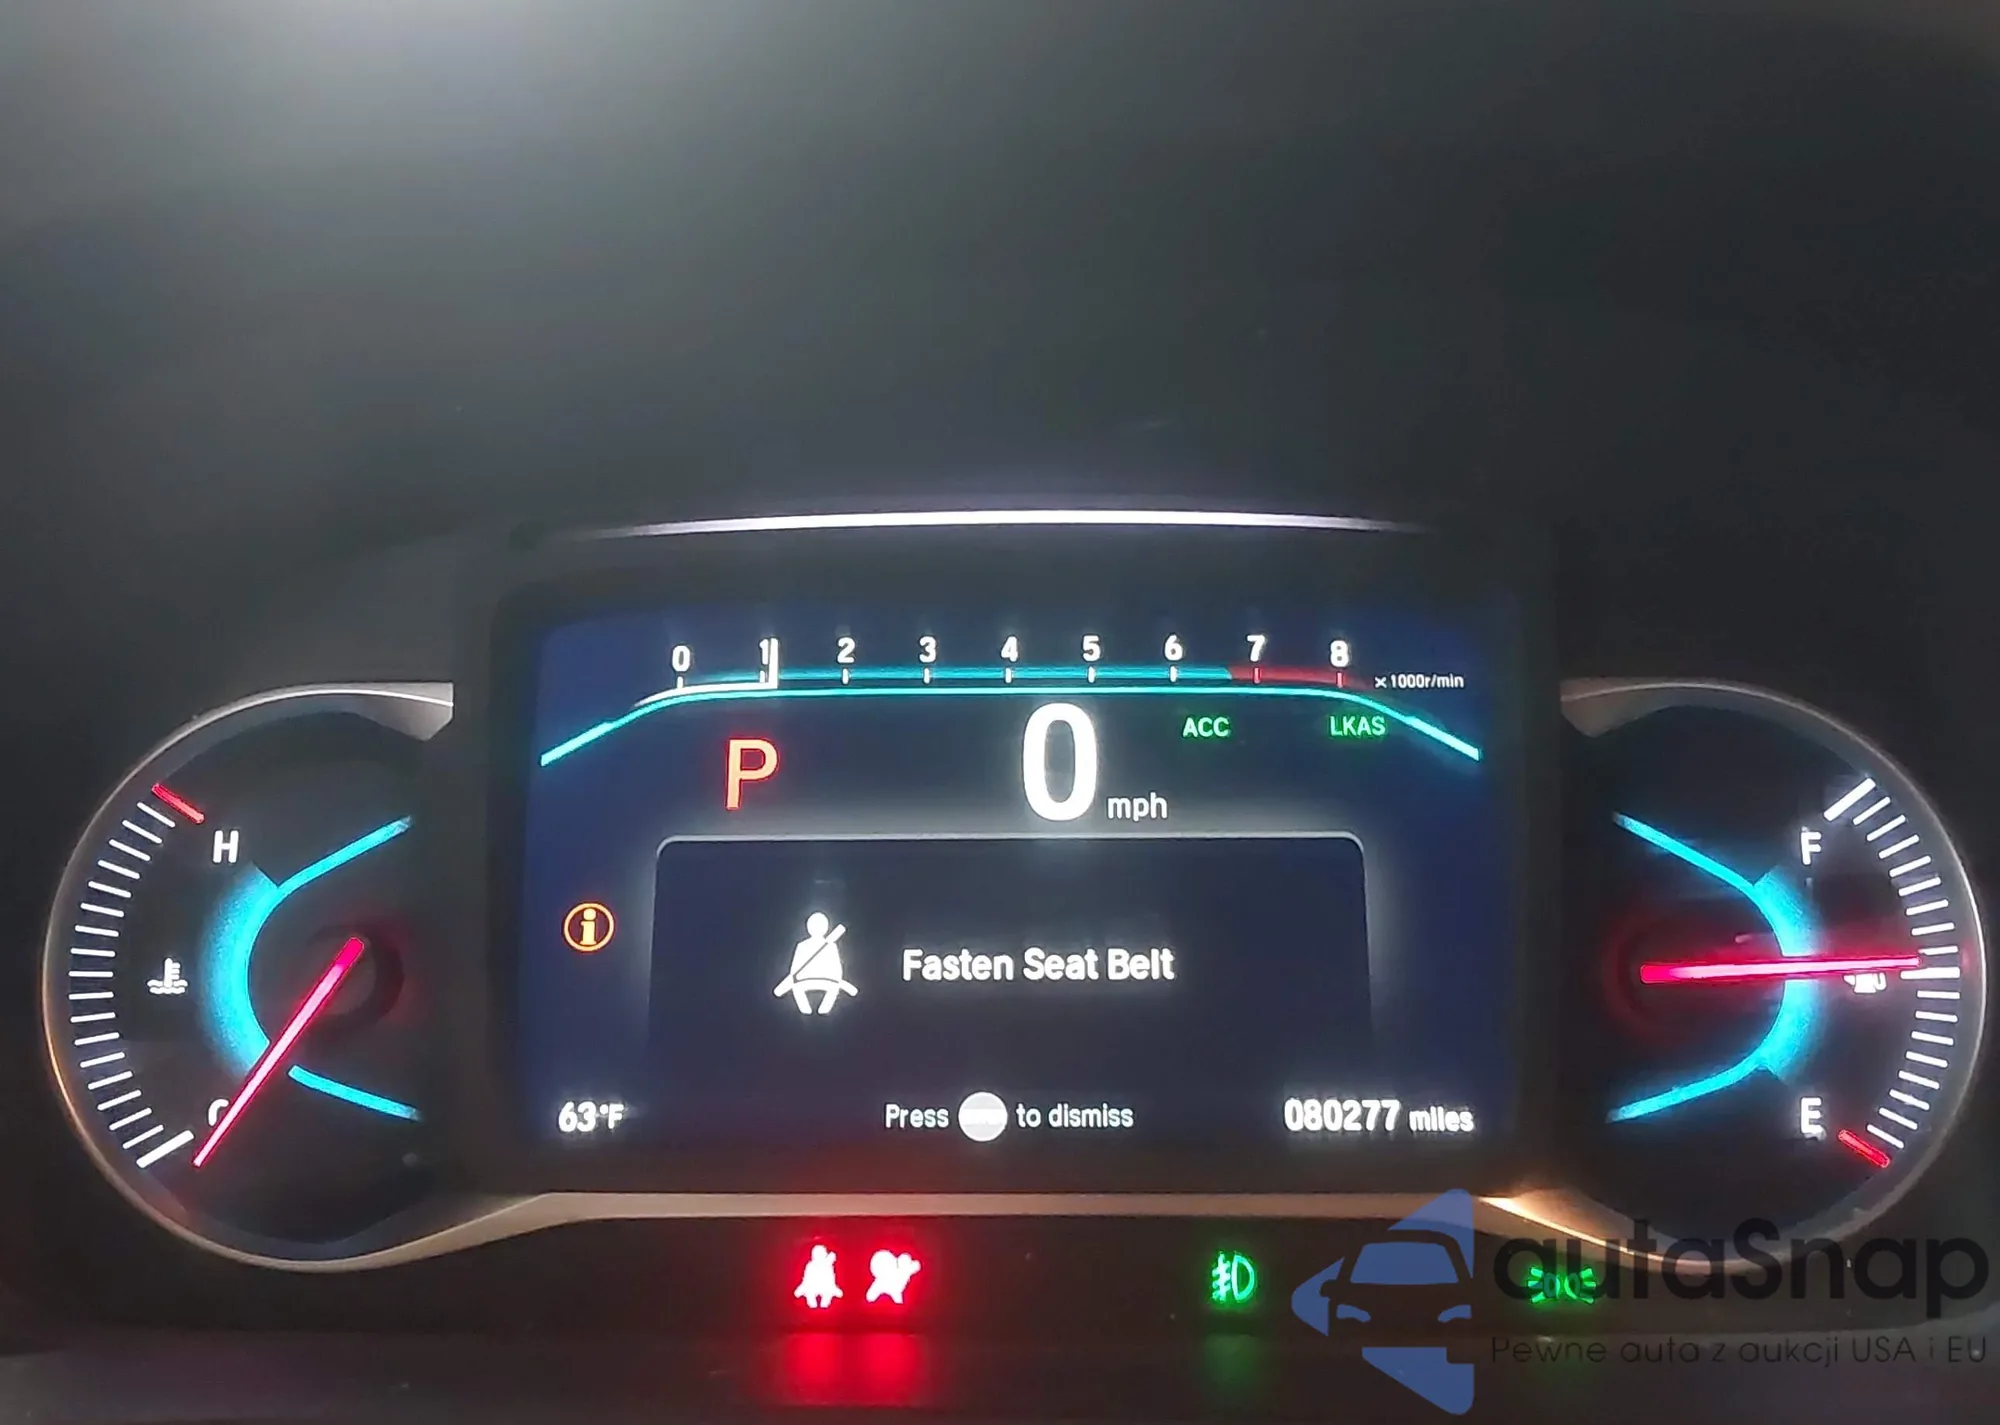 0 1 2 3 4 5 6 7 8
x1000r/min
P 0 mph ACC LKAS
H
F
Fasten Seat Belt
C
E
63°F Press to dismiss 080277 miles
autaSnap
Pewne auta z aukcji USA i EU